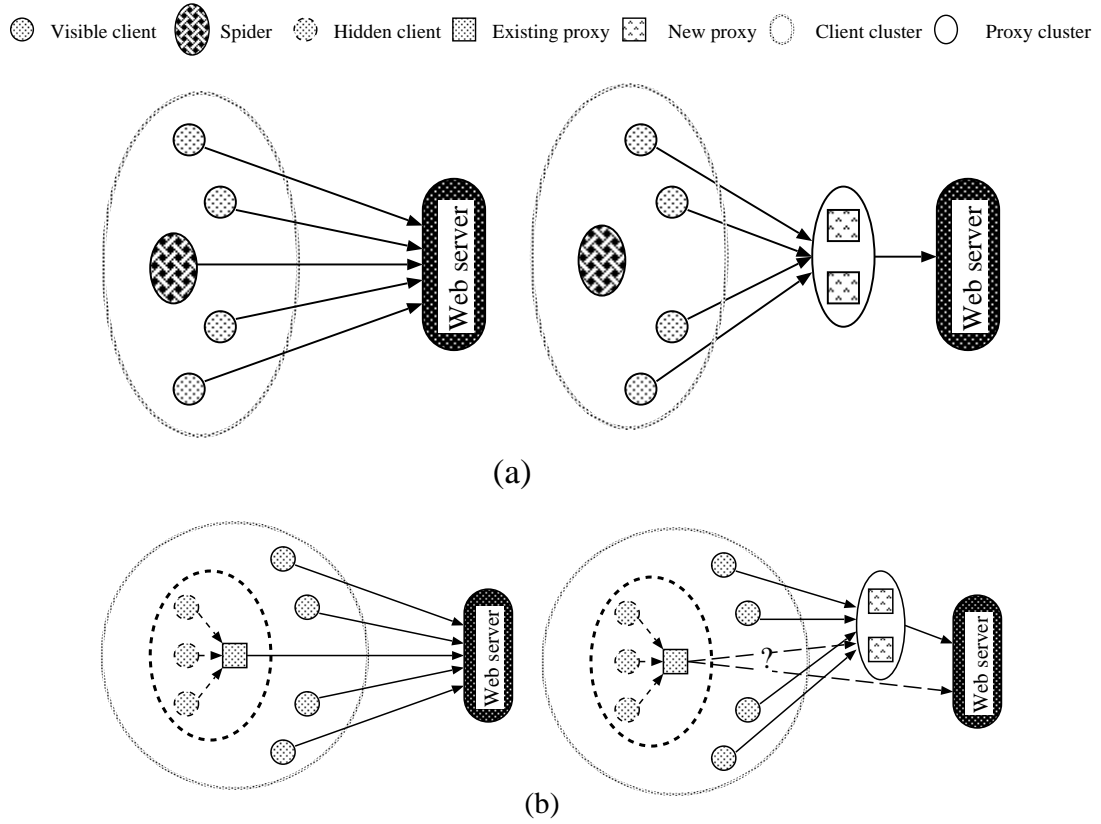 Visible client Spider Hidden client Existing proxy New proxy Client cluster Proxy cluster
Web server
Web server
(a)
?
Web server
Web server
(b)